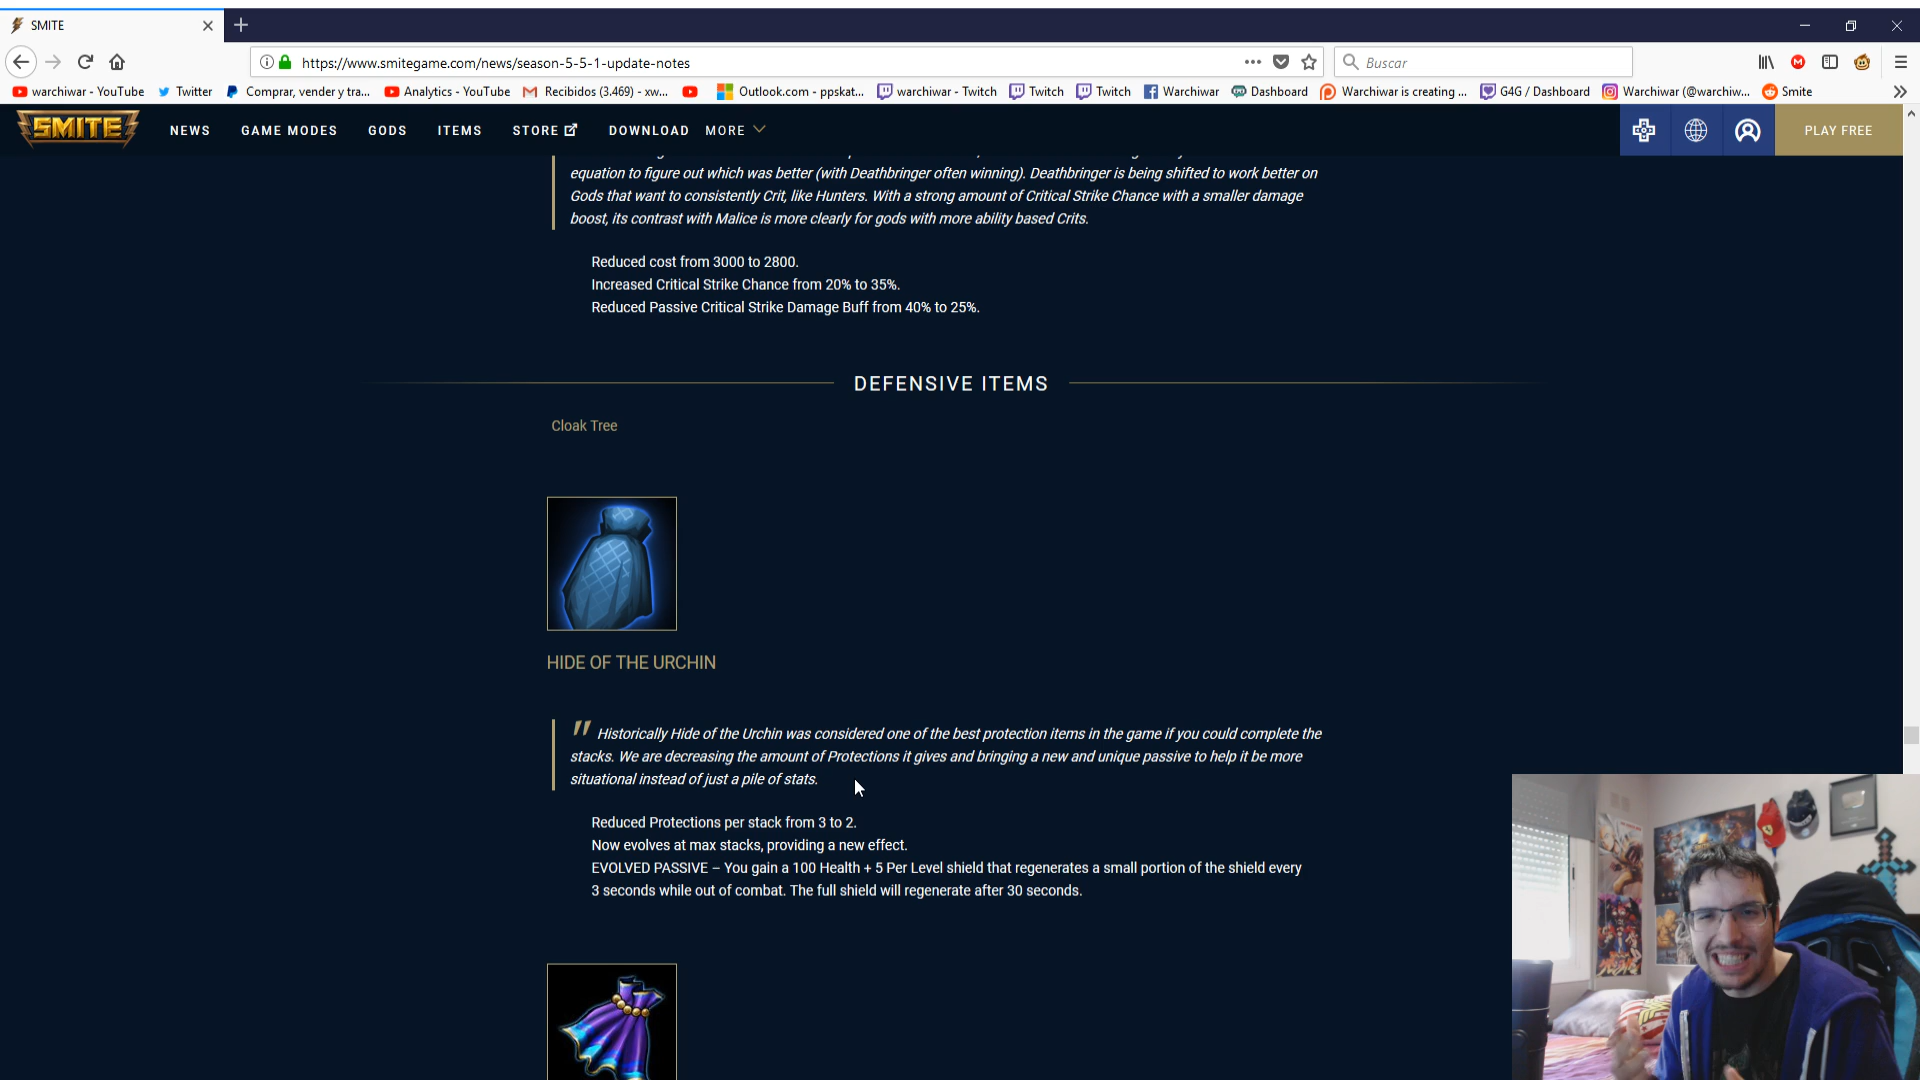 SMITE
https://www.smitegame.com/news/season-5-5-1-update-notes
Buscar
warchiwar - YouTube
Twitter
Comprar, vender y tra...
Analytics - YouTube
Recibidos (3.469) - xw...
Outlook.com - ppskat...
warchiwar - Twitch
Twitch
Twitch
Warchiwar
Dashboard
Warchiwar is creating ...
G4G / Dashboard
Warchiwar (@warchiw...
Smite
SMITE
NEWS
GAME MODES
GODS
ITEMS
STORE
DOWNLOAD
MORE
PLAY FREE
equation to figure out which was better (with Deathbringer often winning). Deathbringer is being shifted to work better on
Gods that want to consistently Crit, like Hunters. With a strong amount of Critical Strike Chance with a smaller damage
boost, its contrast with Malice is more clearly for gods with more ability based Crits.
Reduced cost from 3000 to 2800.
Increased Critical Strike Chance from 20% to 35%.
Reduced Passive Critical Strike Damage Buff from 40% to 25%.
DEFENSIVE ITEMS
Cloak Tree
HIDE OF THE URCHIN
" Historically Hide of the Urchin was considered one of the best protection items in the game if you could complete the
stacks. We are decreasing the amount of Protections it gives and bringing a new and unique passive to help it be more
situational instead of just a pile of stats.
Reduced Protections per stack from 3 to 2.
Now evolves at max stacks, providing a new effect.
EVOLVED PASSIVE – You gain a 100 Health + 5 Per Level shield that regenerates a small portion of the shield every
3 seconds while out of combat. The full shield will regenerate after 30 seconds.